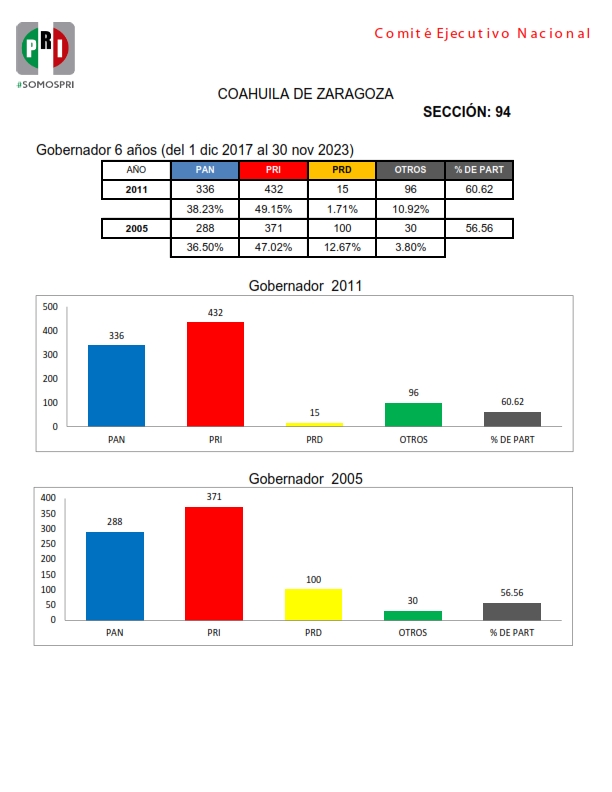 PRI
#SOMOSPRI
Comité Ejecutivo Nacional
COAHUILA DE ZARAGOZA
SECCIÓN: 94
Gobernador 6 años (del 1 dic 2017 al 30 nov 2023)
AÑO PAN PRI PRD OTROS % DE PART
2011 336 432 15 96 60.62
38.23% 49.15% 1.71% 10.92%
2005 288 371 100 30 56.56
36.50% 47.02% 12.67% 3.80%
Gobernador 2011
500
400
300
200
100
0
336
432
15
96
60.62
PAN PRI PRD OTROS % DE PART
Gobernador 2005
400
350
300
250
200
150
100
50
0
288
371
100
30
56.56
PAN PRI PRD OTROS % DE PART